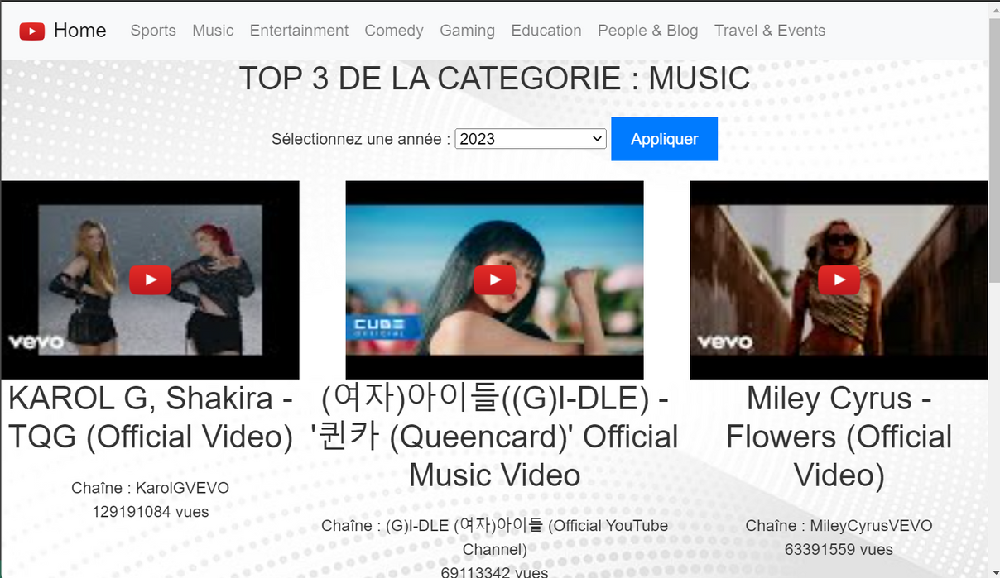 Home Sports Music Entertainment Comedy Gaming Education People & Blog Travel & Events
TOP 3 DE LA CATEGORIE : MUSIC
Sélectionnez une année : 2023 Appliquer
vevo
KAROL G, Shakira -
TQG (Official Video)
Chaîne : KarolGVEVO
129191084 vues
CUBE
OFFICIAL
(여자)아이들((G)I-DLE) -
'퀸카 (Queencard)' Official
Music Video
Chaîne : (G)I-DLE (여자)아이들 (Official YouTube
Channel)
69113342 vues
vevo
Miley Cyrus -
Flowers (Official
Video)
Chaîne : MileyCyrusVEVO
63391559 vues